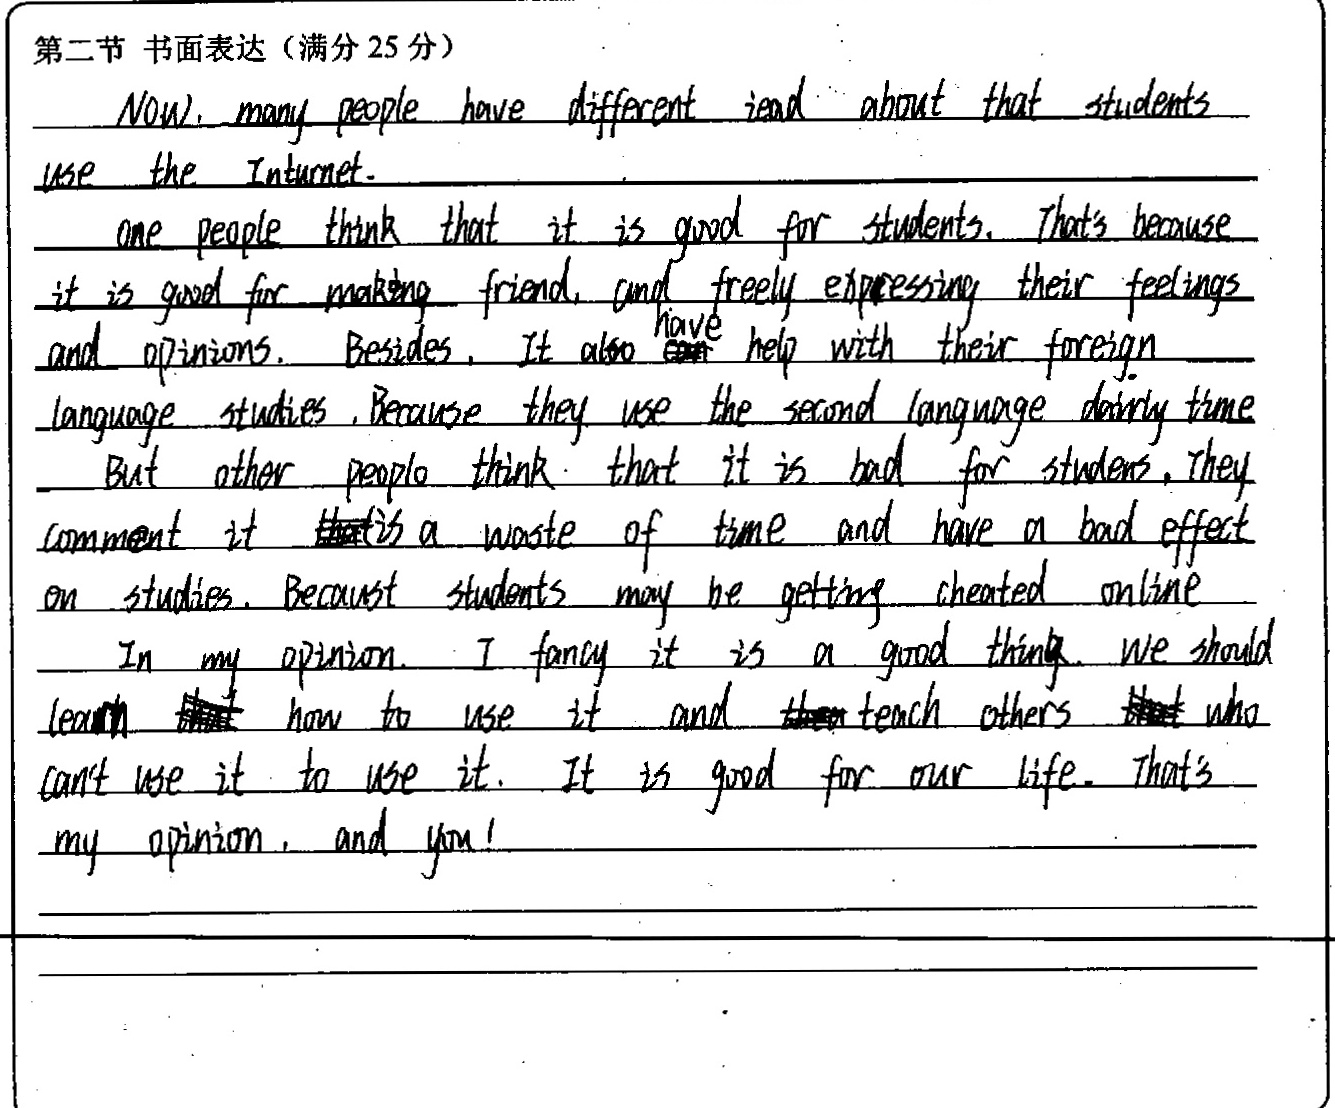 第二节 书面表达（满分 25 分）
Now, many people have different iead about that students
use the Inturnet.
one people think that it is good for students. That's because
it is good for making friend, and freely expressing their feelings
and opinions. Besides, It also have help with their foreign
language studies. Because they use the second language time
But other people think that it is bad for studens, They
comment it is a waste of time and have a bad effect
on studies. Becaust students may be getting cheated online
In my opinion. I fancy it is a good thing. We should
learn how to use it and teach others who
can't use it to use it. It is good for our life. That's
my opinion, and you!